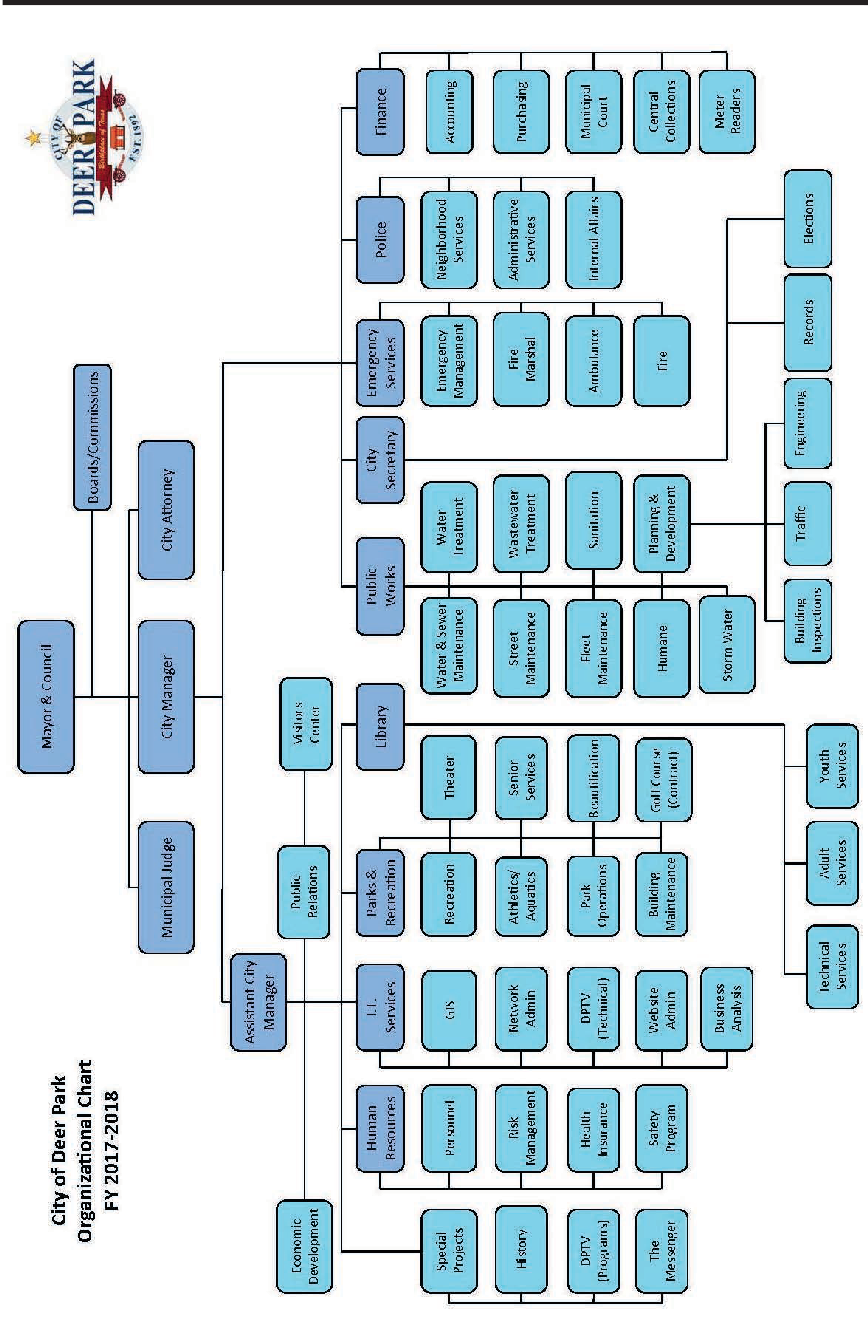 City of Deer Park
Organizational Chart
FY 2017-2018
CITY OF
DEER PARK
Birthplace of Texas
EST. 1892
Mayor & Council
Boards/Commissions
Municipal Judge
City Manager
City Attorney
Assistant City
Manager
Economic
Development
Public
Relations
Visitors
Center
Human
Resources
I.T.
Services
Parks &
Recreation
Library
Public
Works
City
Secretary
Emergency
Services
Police
Finance
Special
Projects
History
DPTV
(Programs)
The
Messenger
Personnel
Risk
Management
Health
Insurance
Safety
Program
GIS
Network
Admin
DPTV
(Technical)
Website
Admin
Business
Analysis
Recreation
Athletics/
Aquatics
Park
Operations
Building
Maintenance
Theater
Senior
Services
Beautification
Golf Course
(Contract)
Technical
Services
Adult
Services
Youth
Services
Water & Sewer
Maintenance
Street
Maintenance
Fleet
Maintenance
Humane
Storm Water
Water
Treatment
Wastewater
Treatment
Sanitation
Planning &
Development
Building
Inspections
Traffic
Engineering
Records
Elections
Emergency
Management
Fire
Marshal
Ambulance
Fire
Neighborhood
Services
Administrative
Services
Internal Affairs
Accounting
Purchasing
Municipal
Court
Central
Collections
Meter
Readers